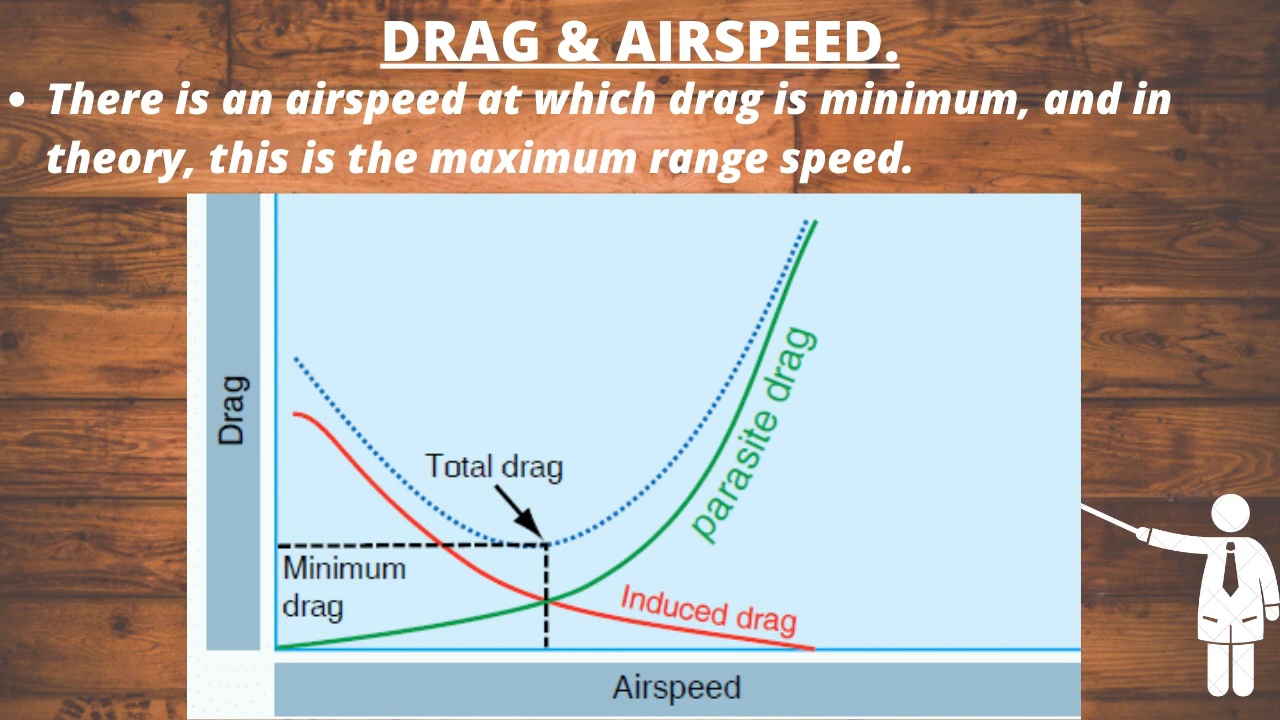 DRAG & AIRSPEED.
• There is an airspeed at which drag is minimum, and in
theory, this is the maximum range speed.
Drag
Total drag
parasite drag
Minimum
drag
Induced drag
Airspeed